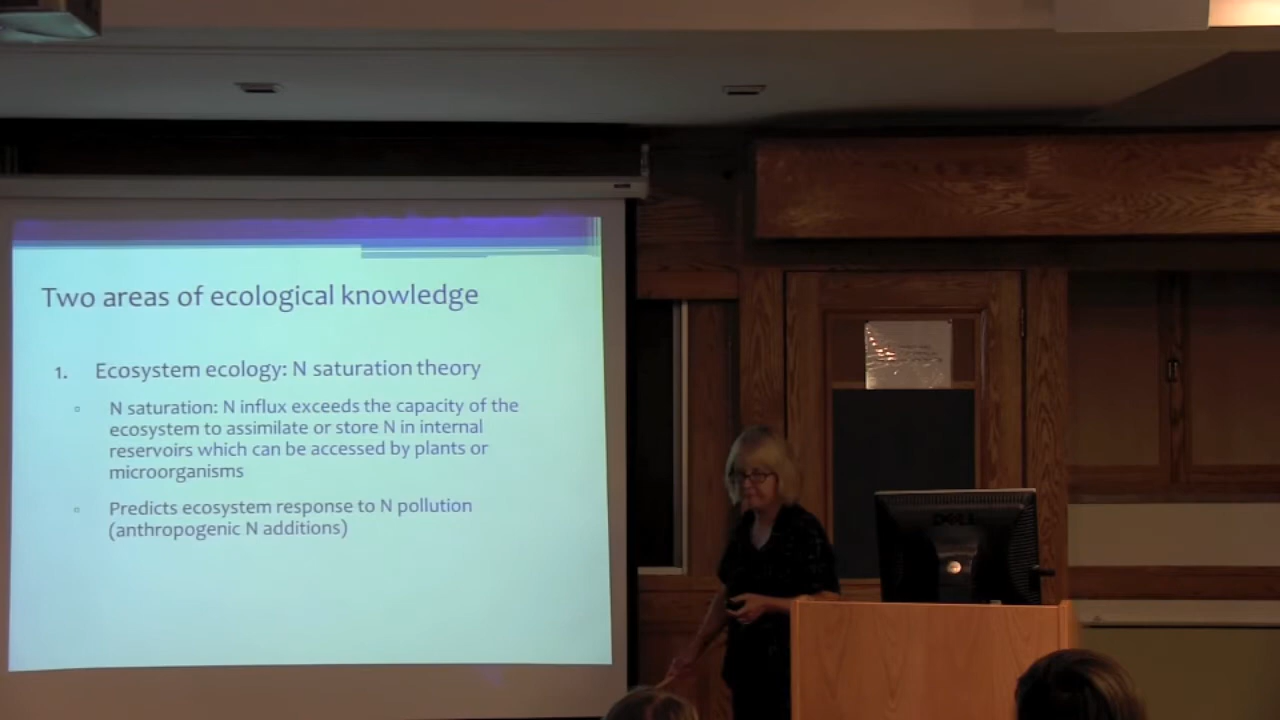 Two areas of ecological knowledge
1. Ecosystem ecology: N saturation theory
▫ N saturation: N influx exceeds the capacity of the
ecosystem to assimilate or store N in internal
reservoirs which can be accessed by plants or
microorganisms
▫ Predicts ecosystem response to N pollution
(anthropogenic N additions)
DELL